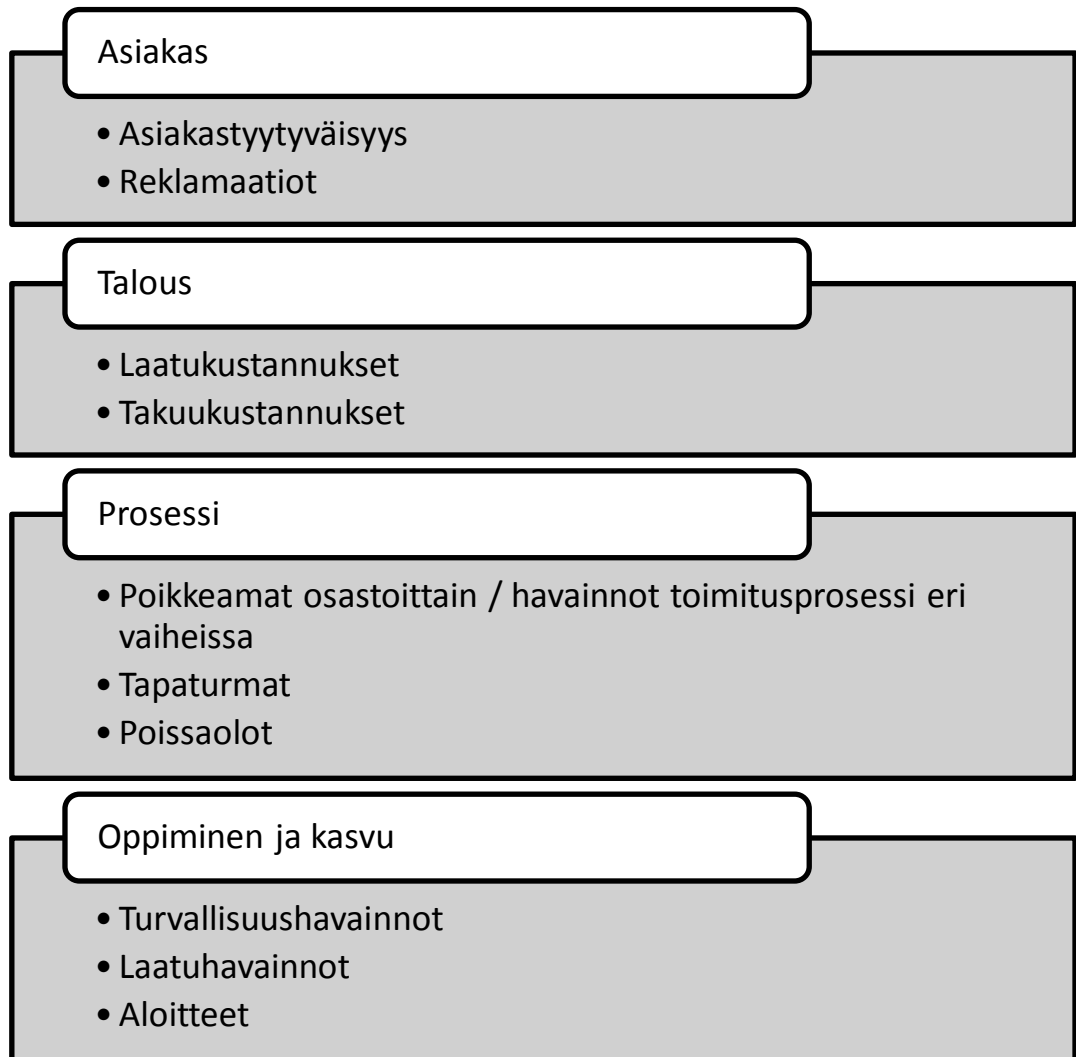 Asiakas
• Asiakastyytyväisyys
• Reklamaatiot
Talous
• Laatukustannukset
• Takuukustannukset
Prosessi
• Poikkeamat osastoittain / havainnot toimitusprosessi eri
vaiheissa
• Tapaturmat
• Poissaolot
Oppiminen ja kasvu
• Turvallisuushavainnot
• Laatuhavainnot
• Aloitteet